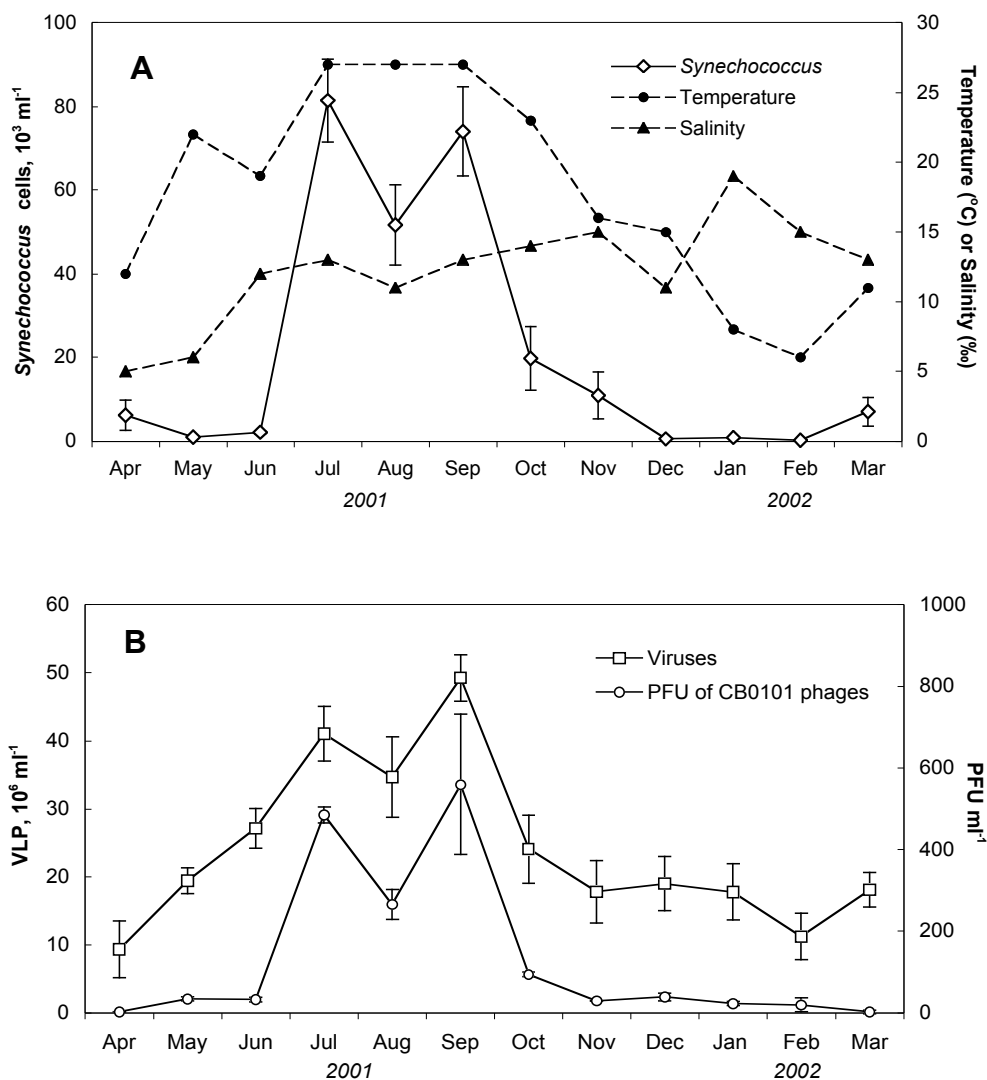 A
Synechococcus
Temperature
Salinity
100
80
60
40
20
0
Synechococcus cells, 10³ ml⁻¹
30
25
20
15
10
5
0
Temperature (°C) or Salinity (‰)
Apr May Jun Jul Aug Sep Oct Nov Dec Jan Feb Mar
2001 2002
B
Viruses
PFU of CB0101 phages
60
50
40
30
20
10
0
VLP, 10⁶ ml⁻¹
1000
800
600
400
200
0
PFU ml⁻¹
Apr May Jun Jul Aug Sep Oct Nov Dec Jan Feb Mar
2001 2002